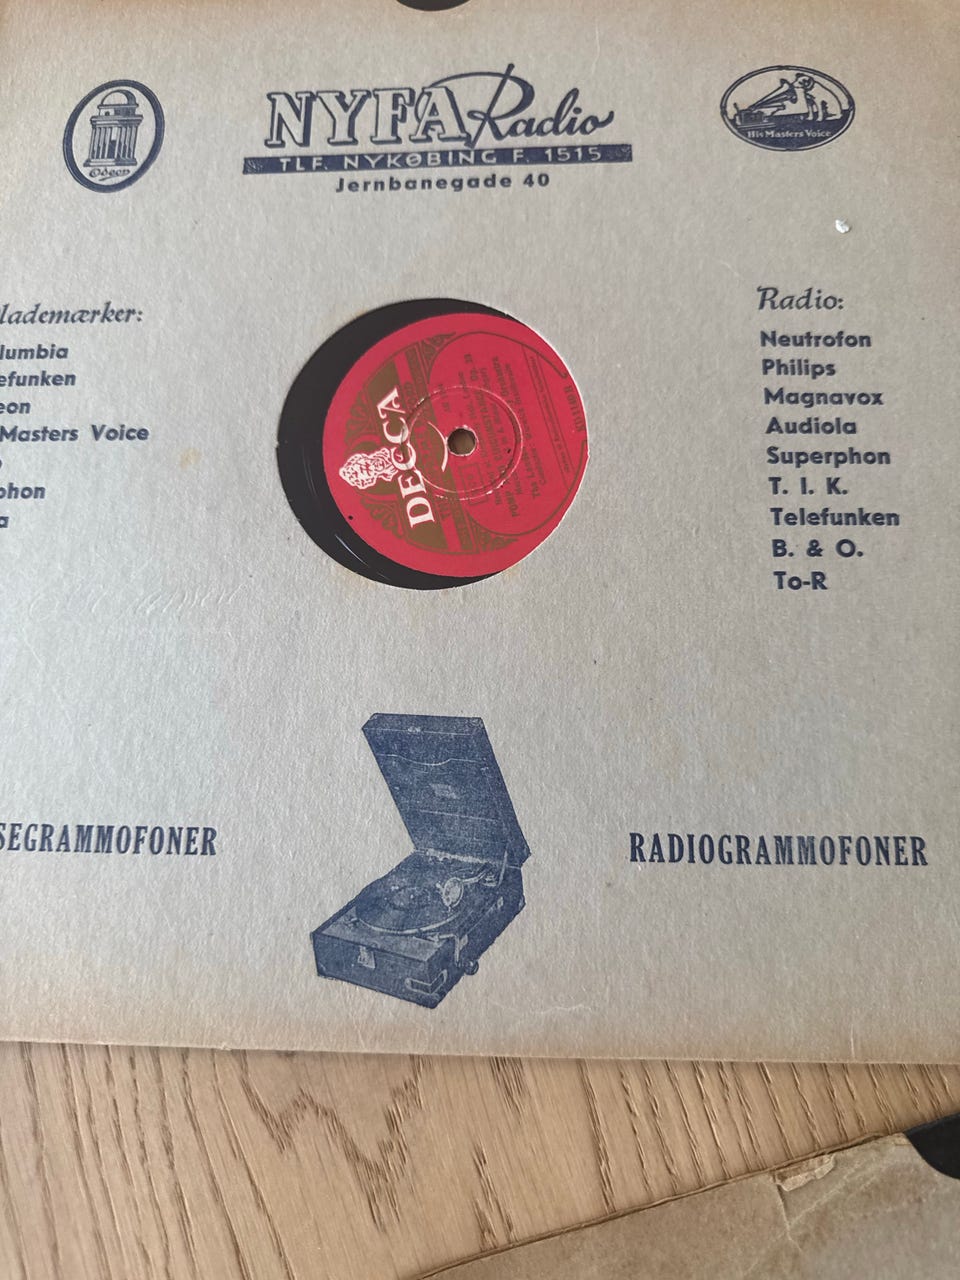 Odeon
NYFA Radio
TLF. NYKØBING F. 1515
Jernbanegade 40
His Masters Voice
lademærker:
lumbia
efunken
eon
Masters Voice
phon
a
Radio:
Neutrofon
Philips
Magnavox
Audiola
Superphon
T. I. K.
Telefunken
B. & O.
To-R
DECCA
SEGRAMMOFONER
RADIOGRAMMOFONER